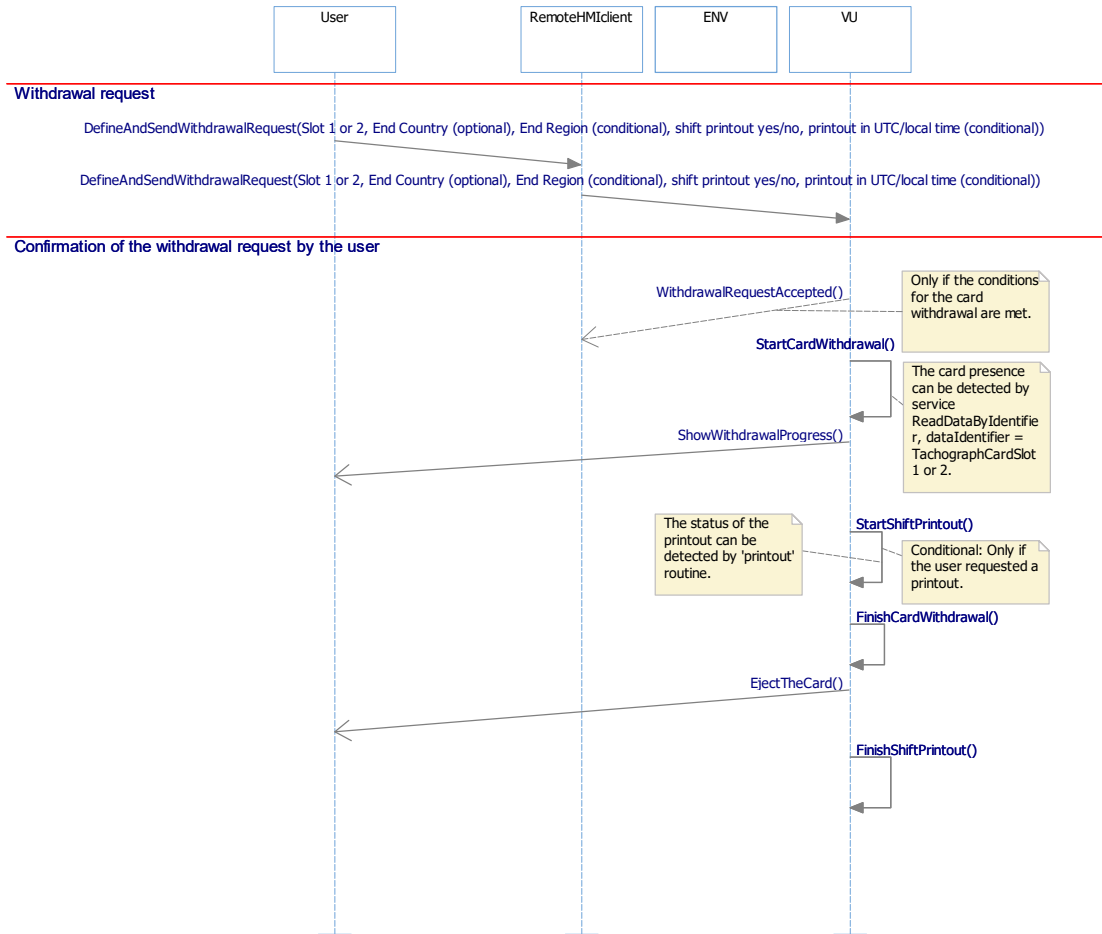 User
RemoteHMIclient
ENV
VU
Withdrawal request
DefineAndSendWithdrawalRequest(Slot 1 or 2, End Country (optional), End Region (conditional), shift printout yes/no, printout in UTC/local time (conditional))
DefineAndSendWithdrawalRequest(Slot 1 or 2, End Country (optional), End Region (conditional), shift printout yes/no, printout in UTC/local time (conditional))
Confirmation of the withdrawal request by the user
WithdrawalRequestAccepted()
Only if the conditions
for the card
withdrawal are met.
StartCardWithdrawal()
The card presence
can be detected by
service
ReadDataByIdentifie
r, dataIdentifier =
TachographCardSlot
1 or 2.
ShowWithdrawalProgress()
The status of the
printout can be
detected by 'printout'
routine.
StartShiftPrintout()
Conditional: Only if
the user requested a
printout.
FinishCardWithdrawal()
EjectTheCard()
FinishShiftPrintout()